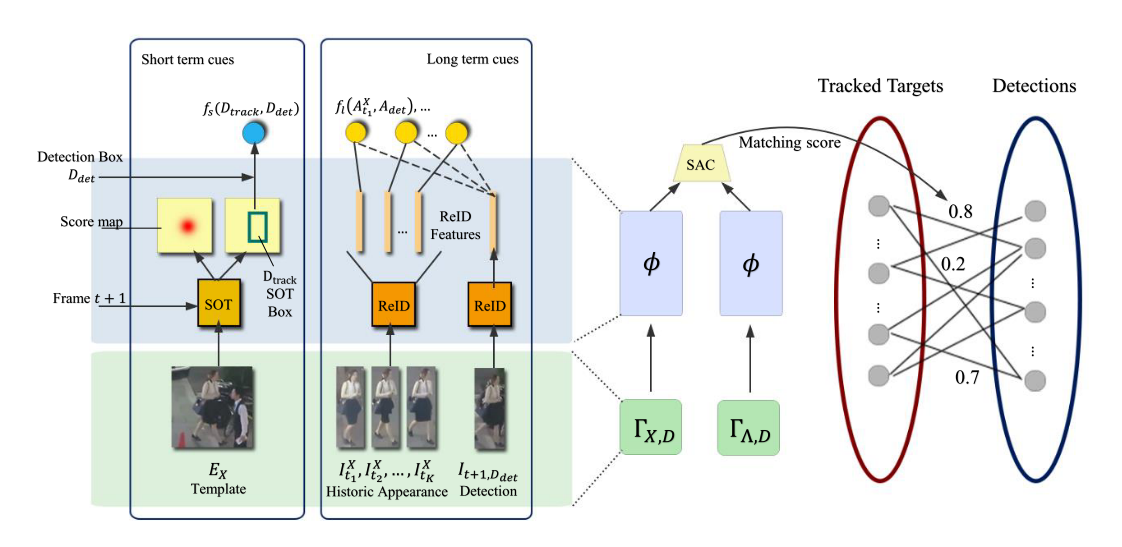 Short term cues
Long term cues
Tracked Targets
Detections
f_s(D_track, D_det)
f_l(A^X_{t_1}, A_det), ...
...
Detection Box
D_det
Matching score
SAC
0.8
Score map
ReID
Features
...
ϕ
ϕ
0.2
D_track
SOT
Box
Frame t + 1
SOT
ReID
ReID
0.7
Γ_{X,D}
Γ_{Λ,D}
E_X
Template
I^X_{t_1}, I^X_{t_2}, ..., I^X_{t_K}
Historic Appearance
I_{t+1,D_det}
Detection